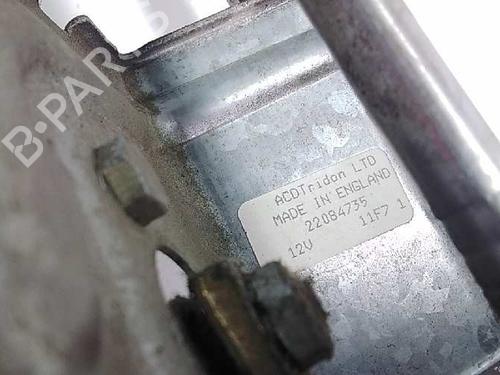 B-PARTS
ACDTridon LTD
MADE IN ENGLAND
22084735
12V 11F7 1